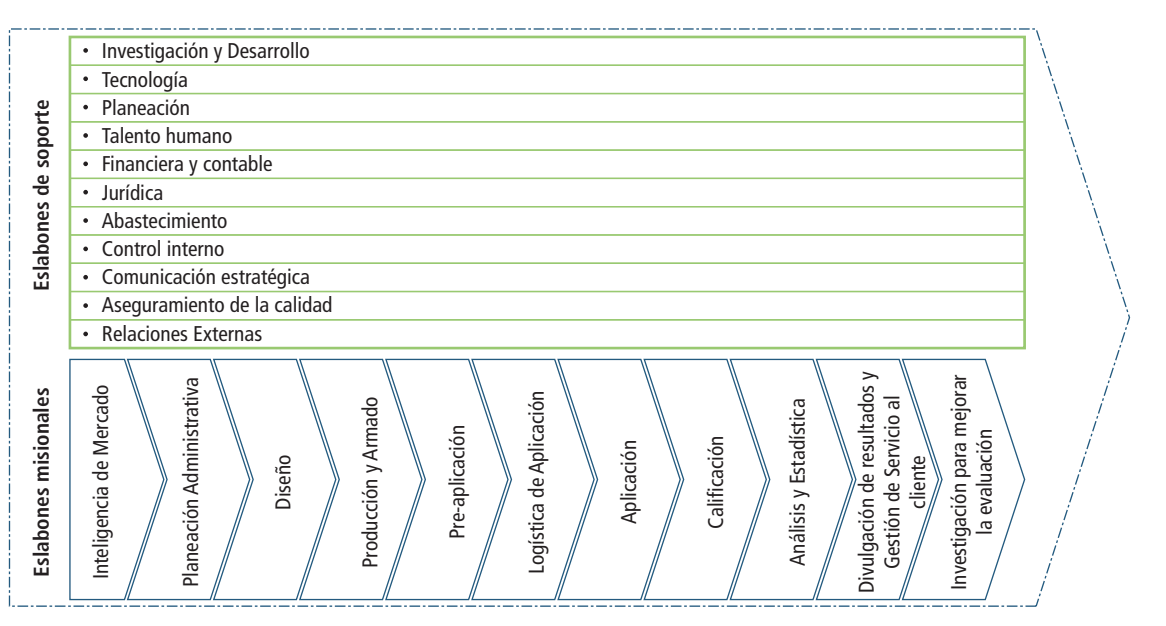 Eslabones de soporte
• Investigación y Desarrollo
• Tecnología
• Planeación
• Talento humano
• Financiera y contable
• Jurídica
• Abastecimiento
• Control interno
• Comunicación estratégica
• Aseguramiento de la calidad
• Relaciones Externas
Eslabones misionales
Inteligencia de Mercado
Planeación Administrativa
Diseño
Producción y Armado
Pre-aplicación
Logística de Aplicación
Aplicación
Calificación
Análisis y Estadística
Divulgación de resultados y
Gestión de Servicio al
cliente
Investigación para mejorar
la evaluación